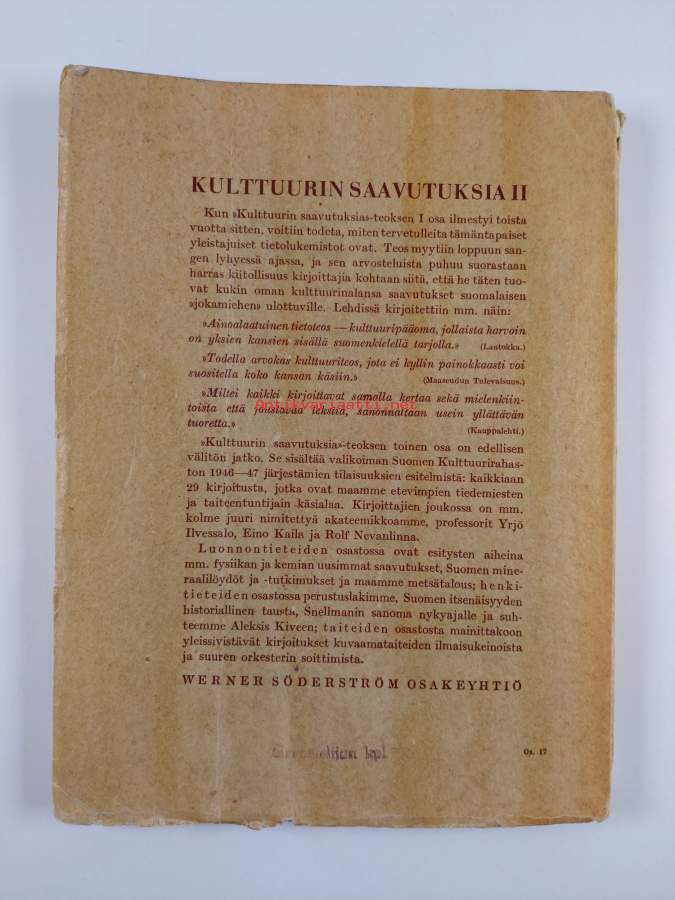 KULTTUURIN SAAVUTUKSIA II
Kun »Kulttuurin saavutuksia»-teoksen I osa ilmestyi toista
vuotta sitten, voitiin todeta, miten tervetulleita tämäntapaiset
yleistajuiset tietolukemistot ovat. Teos myytiin loppuun san-
gen lyhyessä ajassa, ja sen arvosteluista puhuu suorastaan
harras kiitollisuus kirjoittajia kohtaan siitä, että he täten tuo-
vat kukin oman kulttuurinalansa saavutukset suomalaisen
»jokamiehen» ulottuville. Lehdissä kirjoitettiin mm. näin:
»Ainoalaatuinen tietoteos — kulttuuripääoma, jollaista harvoin
on yksien kansien sisällä suomenkielellä tarjolla.» (Laatokka.)
»Todella arvokas kulttuuriteos, jota ei kyllin painokkaasti voi
suositella koko kansan käsiin.» (Maaseudun Tulevaisuus.)
»Miltei kaikki kirjoittavat samalla kertaa sekä mielenkiin-
toista että joustavaa tekstiä, sanonnaltaan usein yllättävän
tuoretta.» (Kauppalehti.)
Antikvariaatti.fi
»Kulttuurin saavutuksia»-teoksen toinen osa on edellisen
välitön jatko. Se sisältää valikoiman Suomen Kulttuurirahas-
ton 1946—47 järjestämien tilaisuuksien esitelmistä: kaikkiaan
29 kirjoitusta, jotka ovat maamme etevimpien tiedemiesten
ja taiteentuntijain käsialaa. Kirjoittajien joukossa on mm.
kolme juuri nimitettyä akateemikkoamme, professorit Yrjö
Ilvessalo, Eino Kaila ja Rolf Nevanlinna.
Luonnontieteiden osastossa ovat esitysten aiheina
mm. fysiikan ja kemian uusimmat saavutukset, Suomen mine-
raalilöydöt ja -tutkimukset ja maamme metsätalous; henki-
tieteiden osastossa perustuslakimme, Suomen itsenäisyyden
historiallinen tausta, Snellmanin sanoma nykyajalle ja suh-
teemme Aleksis Kiveen; taiteiden osastosta mainittakoon
yleissivistävät kirjoitukset kuvaamataiteiden ilmaisukeinoista
ja suuren orkesterin soittimista.
WERNER SÖDERSTRÖM OSAKEYHTIÖ
kpl
Os. 17